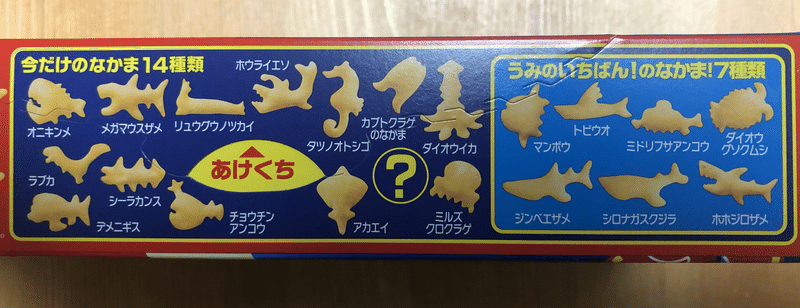 今だけのなかま14種類
ホウライエソ
オニキンメ
メガマウスザメ
リュウグウノツカイ
タツノオトシゴ
カブトクラゲ
のなかま
ダイオウイカ
ラブカ
シーラカンス
あけくち
?
デメニギス
チョウチン
アンコウ
アカエイ
ミルズ
クロクラゲ
うみのいちばん!のなかま!7種類
マンボウ
トビウオ
ミドリフサアンコウ
ダイオウ
グソクムシ
ジンベエザメ
シロナガスクジラ
ホホジロザメ